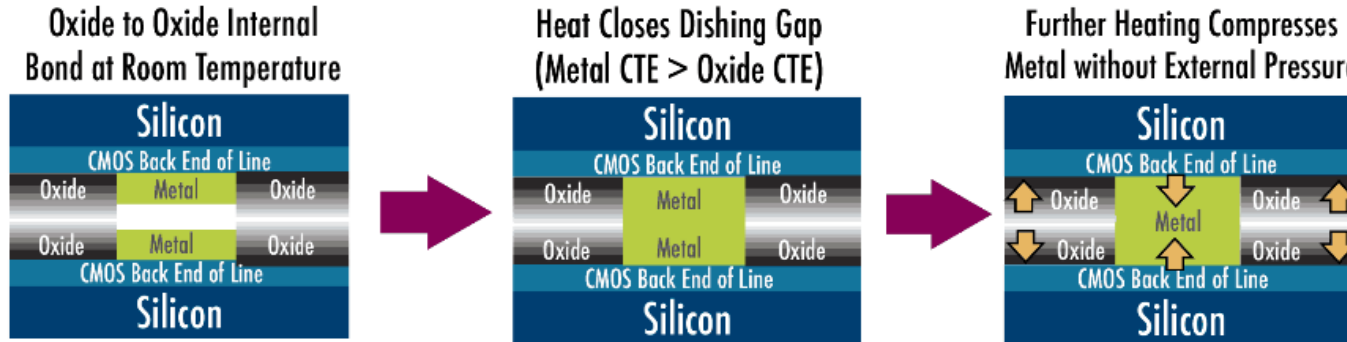 Oxide to Oxide Internal
Bond at Room Temperature
Silicon
CMOS Back End of Line
Oxide Metal Oxide
Oxide Metal Oxide
CMOS Back End of Line
Silicon
Heat Closes Dishing Gap
(Metal CTE > Oxide CTE)
Silicon
CMOS Back End of Line
Oxide Metal Oxide
Oxide Metal Oxide
CMOS Back End of Line
Silicon
Further Heating Compresses
Metal without External Pressure
Silicon
CMOS Back End of Line
Oxide Oxide
Metal
Oxide Oxide
CMOS Back End of Line
Silicon